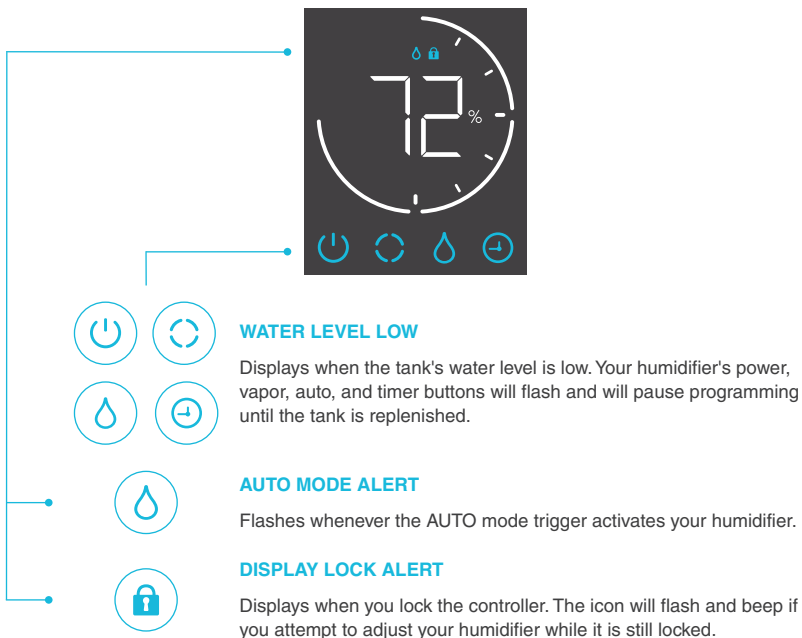 72%
WATER LEVEL LOW
Displays when the tank's water level is low. Your humidifier's power,
vapor, auto, and timer buttons will flash and will pause programming
until the tank is replenished.
AUTO MODE ALERT
Flashes whenever the AUTO mode trigger activates your humidifier.
DISPLAY LOCK ALERT
Displays when you lock the controller. The icon will flash and beep if
you attempt to adjust your humidifier while it is still locked.